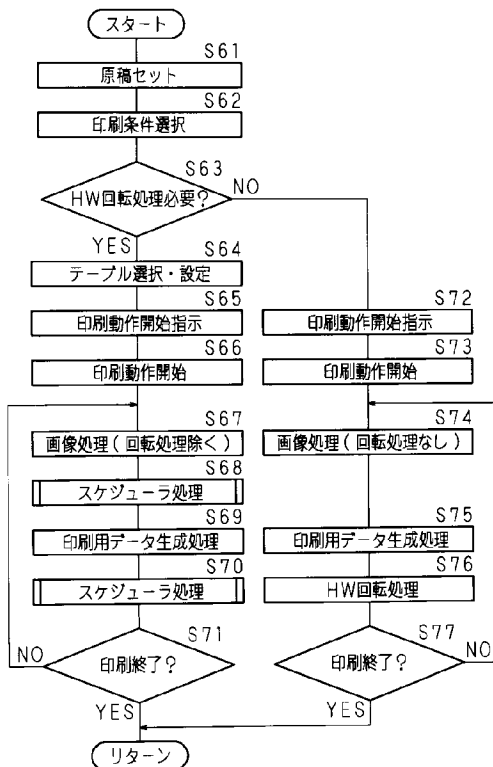 スタート
S61
原稿セット
S62
印刷条件選択
S63
HW回転処理必要?
NO
YES
S64
テーブル選択・設定
S65
印刷動作開始指示
S66
印刷動作開始
S67
画像処理(回転処理除く)
S68
スケジューラ処理
S69
印刷用データ生成処理
S70
スケジューラ処理
S71
印刷終了?
NO
YES
S72
印刷動作開始指示
S73
印刷動作開始
S74
画像処理(回転処理なし)
S75
印刷用データ生成処理
S76
HW回転処理
S77
印刷終了?
NO
YES
リターン